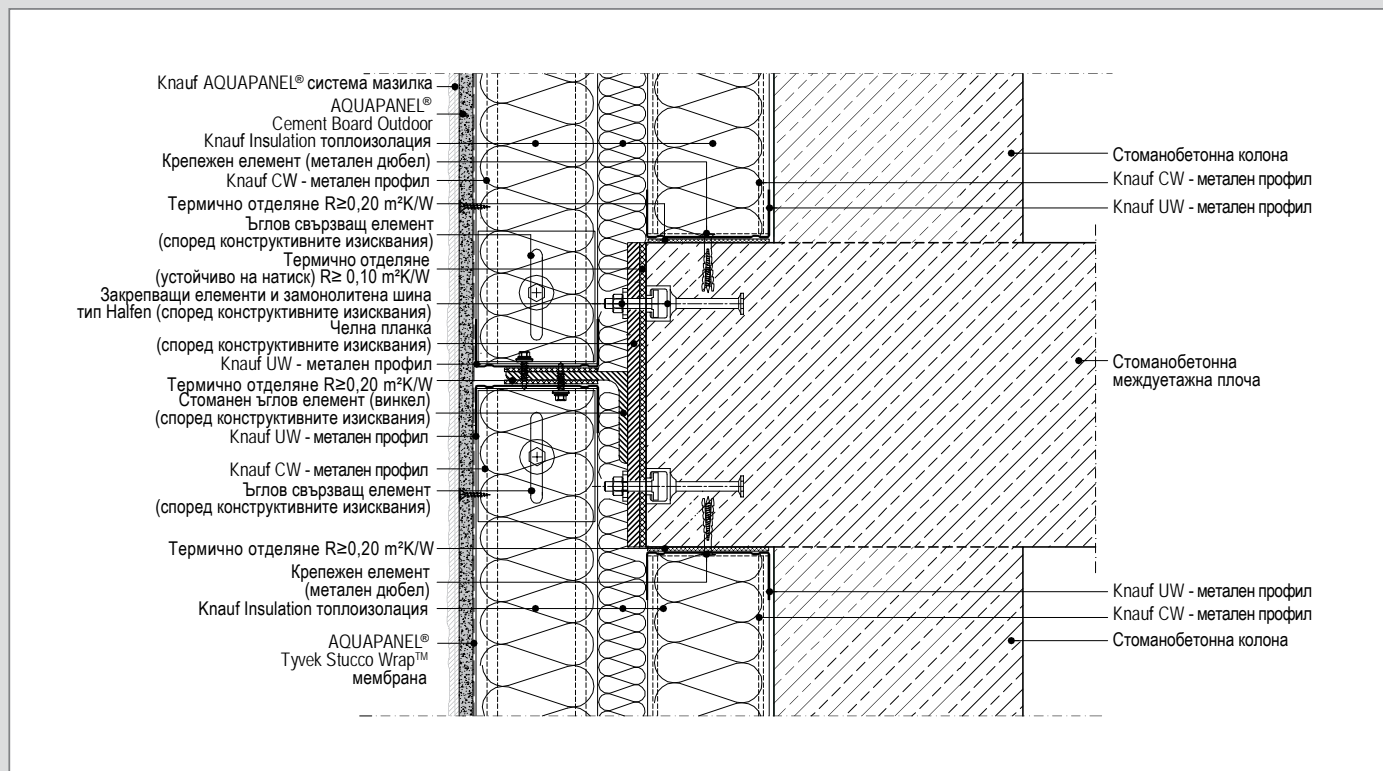 Knauf AQUAPANEL® система мазилка
AQUAPANEL®
Cement Board Outdoor
Knauf Insulation топлоизолация
Крепежен елемент (метален дюбел)
Knauf CW - метален профил
Термично отделяне R≥0,20 m²K/W
Ъглов свързващ елемент
(според конструктивните изисквания)
Термично отделяне
(устойчиво на натиск) R≥ 0,10 m²K/W
Закрепващи елементи и замонолитена шина
тип Halfen (според конструктивните изисквания)
Челна планка
(според конструктивните изисквания)
Knauf UW - метален профил
Термично отделяне R≥0,20 m²K/W
Стоманен ъглов елемент (винкел)
(според конструктивните изисквания)
Knauf UW - метален профил
Knauf CW - метален профил
Ъглов свързващ елемент
(според конструктивните изисквания)
Термично отделяне R≥0,20 m²K/W
Крепежен елемент
(метален дюбел)
Knauf Insulation топлоизолация
AQUAPANEL®
Tyvek Stucco Wrap™
мембрана
Стоманобетонна колона
Knauf CW - метален профил
Knauf UW - метален профил
Стоманобетонна
междуетажна плоча
Knauf UW - метален профил
Knauf CW - метален профил
Стоманобетонна колона